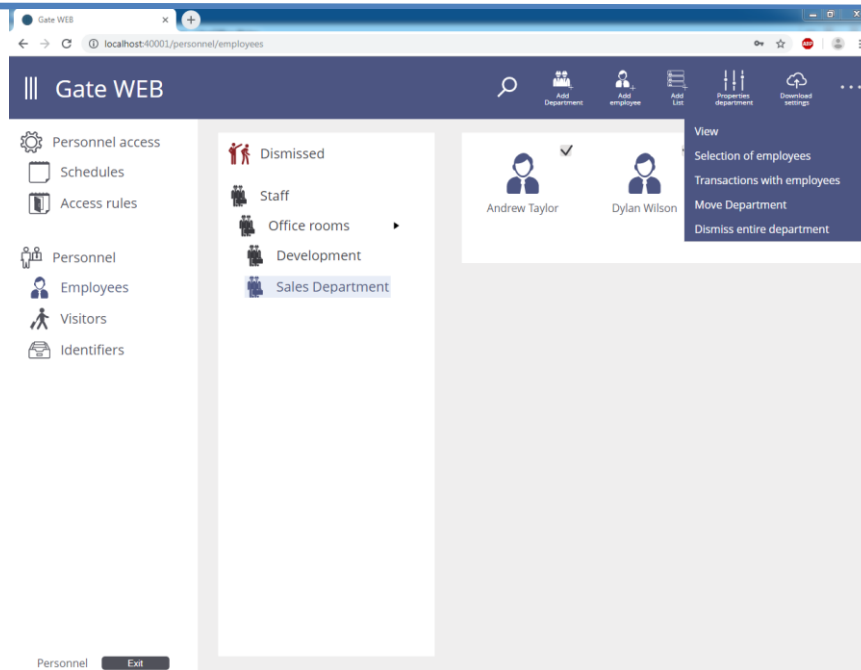 Gate WEB
localhost:40001/personnel/employees
ABP
Gate WEB
Add Department
Add employee
Add List
Properties department
Download settings
View
Selection of employees
Transactions with employees
Move Department
Dismiss entire department
Personnel access
Schedules
Access rules
Personnel
Employees
Visitors
Identifiers
Dismissed
Staff
Office rooms
Development
Sales Department
Andrew Taylor
Dylan Wilson
Personnel
Exit